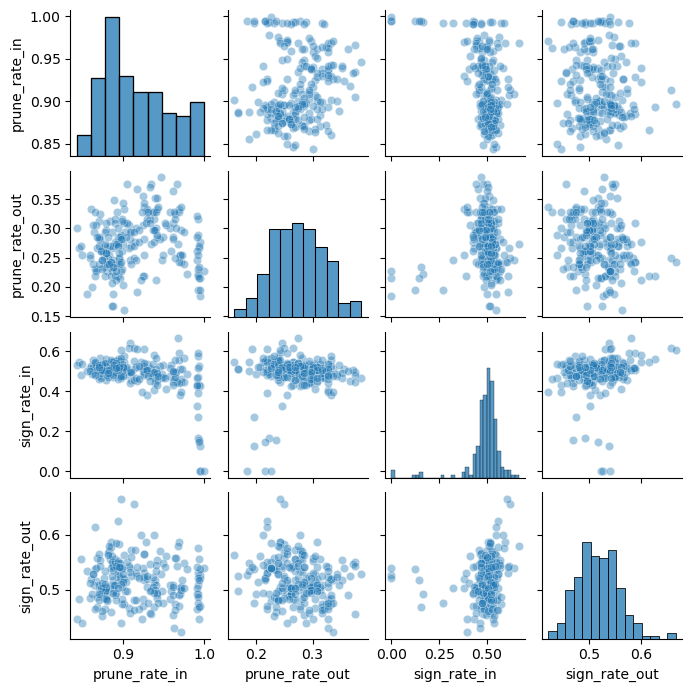 prune_rate_in
1.00
0.95
0.90
0.85
prune_rate_out
0.35
0.30
0.25
0.20
0.15
sign_rate_in
0.6
0.4
0.2
0.0
sign_rate_out
0.6
0.5
0.9 1.0 0.2 0.3 0.00 0.25 0.50 0.5 0.6
prune_rate_in prune_rate_out sign_rate_in sign_rate_out